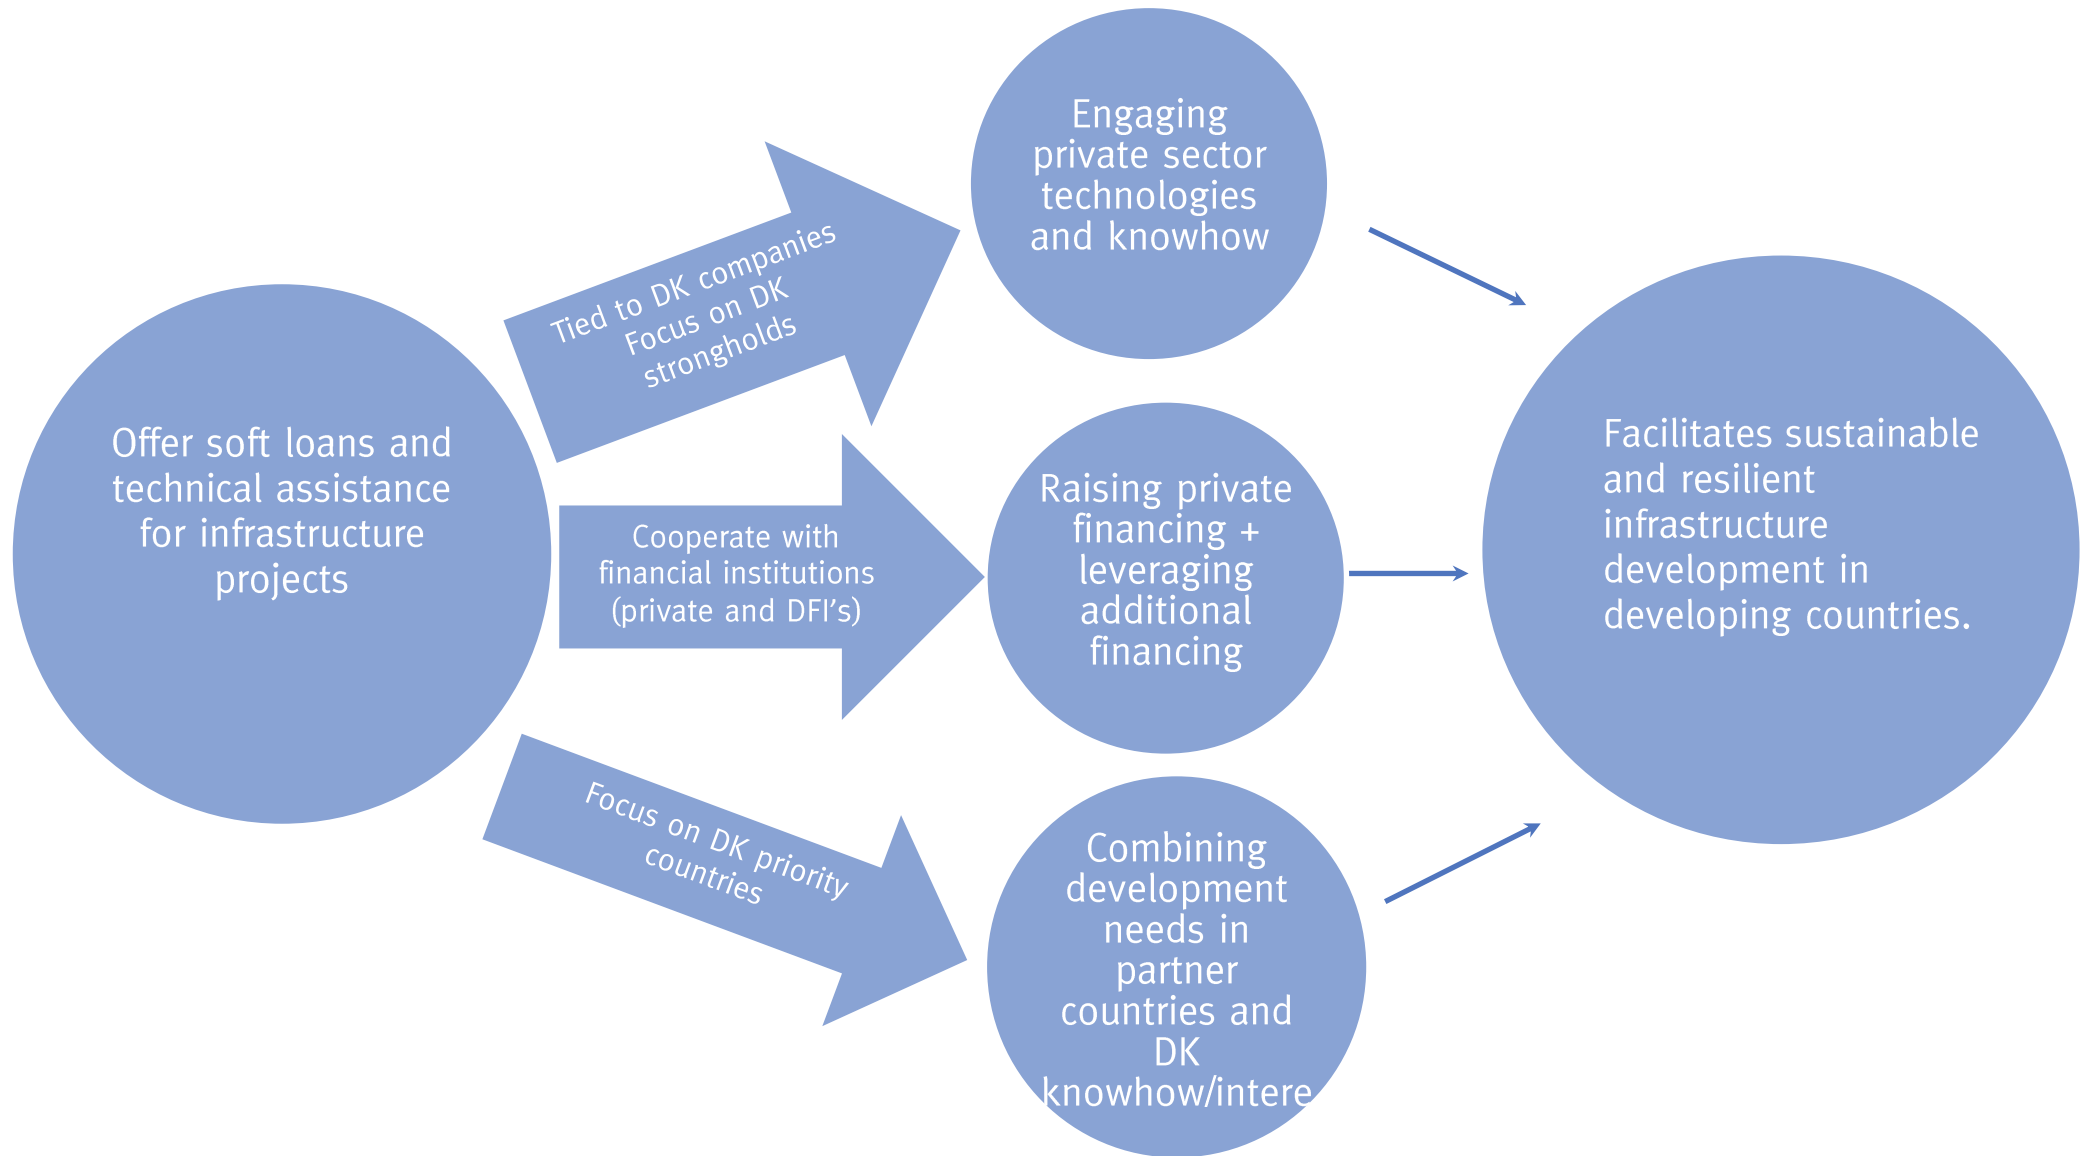 Offer soft loans and
technical assistance
for infrastructure
projects
Tied to DK companies
Focus on DK
strongholds
Cooperate with
financial institutions
(private and DFI's)
Focus on DK priority
countries
Engaging
private sector
technologies
and knowhow
Raising private
financing +
leveraging
additional
financing
Combining
development
needs in
partner
countries and
DK
knowhow/intere
Facilitates sustainable
and resilient
infrastructure
development in
developing countries.